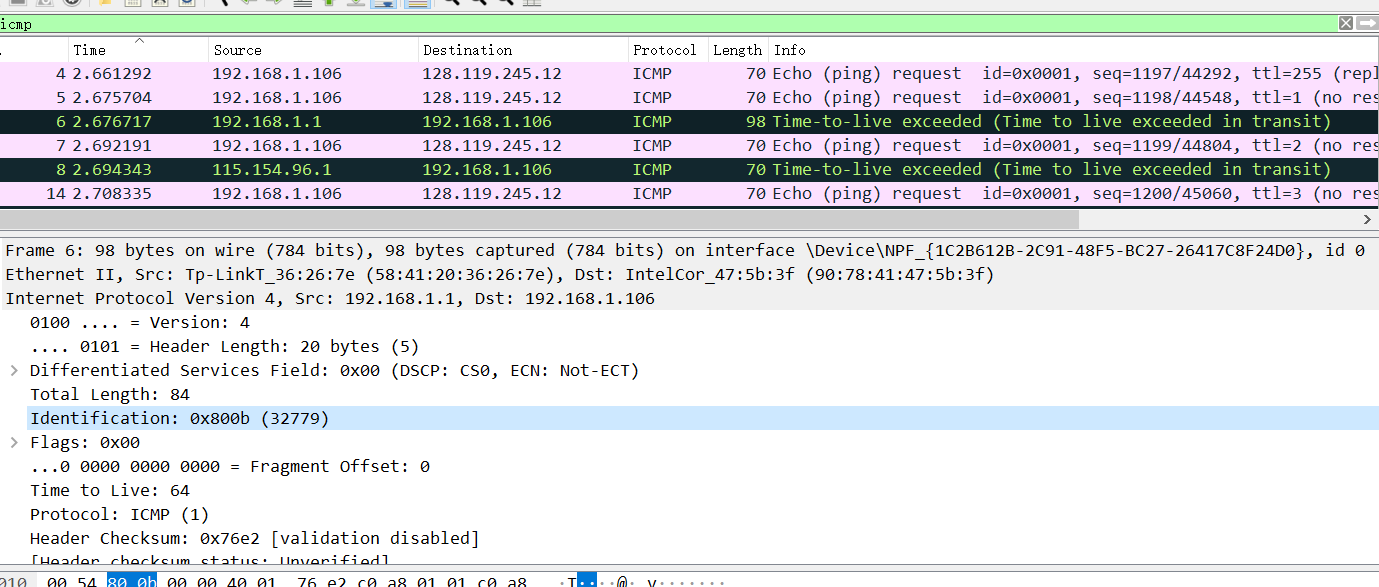 icmp
Time Source Destination Protocol Length Info
4 2.661292 192.168.1.106 128.119.245.12 ICMP 70 Echo (ping) request id=0x0001, seq=1197/44292, ttl=255 (repl
5 2.675704 192.168.1.106 128.119.245.12 ICMP 70 Echo (ping) request id=0x0001, seq=1198/44548, ttl=1 (no res
6 2.676717 192.168.1.1 192.168.1.106 ICMP 98 Time-to-live exceeded (Time to live exceeded in transit)
7 2.692191 192.168.1.106 128.119.245.12 ICMP 70 Echo (ping) request id=0x0001, seq=1199/44804, ttl=2 (no res
8 2.694343 115.154.96.1 192.168.1.106 ICMP 70 Time-to-live exceeded (Time to live exceeded in transit)
14 2.708335 192.168.1.106 128.119.245.12 ICMP 70 Echo (ping) request id=0x0001, seq=1200/45060, ttl=3 (no res
Frame 6: 98 bytes on wire (784 bits), 98 bytes captured (784 bits) on interface \Device\NPF_{1C2B612B-2C91-48F5-BC27-26417C8F24D0}, id 0
Ethernet II, Src: Tp-LinkT_36:26:7e (58:41:20:36:26:7e), Dst: IntelCor_47:5b:3f (90:78:41:47:5b:3f)
Internet Protocol Version 4, Src: 192.168.1.1, Dst: 192.168.1.106
0100 .... = Version: 4
.... 0101 = Header Length: 20 bytes (5)
Differentiated Services Field: 0x00 (DSCP: CS0, ECN: Not-ECT)
Total Length: 84
Identification: 0x800b (32779)
Flags: 0x00
...0 0000 0000 0000 = Fragment Offset: 0
Time to Live: 64
Protocol: ICMP (1)
Header Checksum: 0x76e2 [validation disabled]
[Header checksum status: Unverified]
010 00 54 80 0b 00 00 40 01 76 e2 c0 a8 01 01 c0 a8 ·T····@· v·······